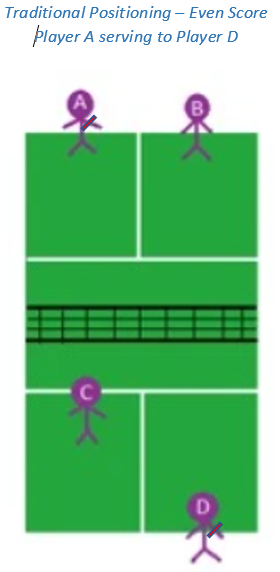 Traditional Positioning – Even Score
Player A serving to Player D
A
B
C
D